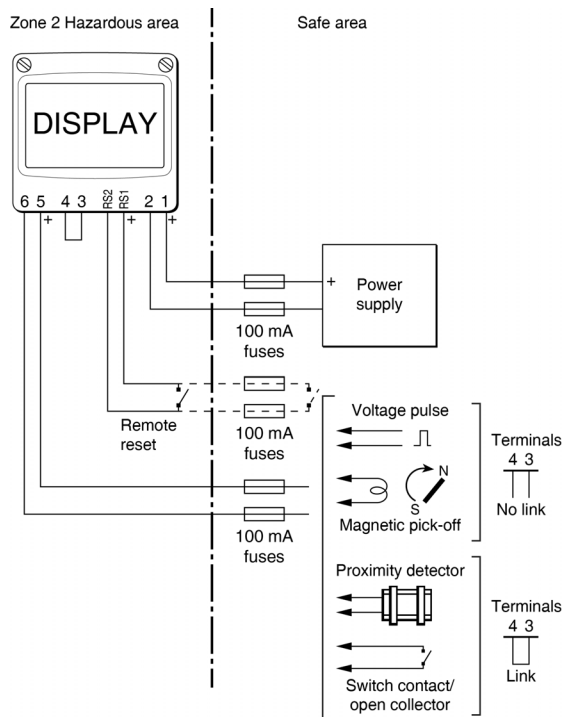 Zone 2 Hazardous area
Safe area
DISPLAY
6 5 4 3 RS2 RS1 2 1
+ + +
+ Power
supply
100 mA
fuses
Remote
reset
100 mA
fuses
100 mA
fuses
Voltage pulse
N
S
Magnetic pick-off
Terminals
4 3
No link
Proximity detector
Switch contact/
open collector
Terminals
4 3
Link